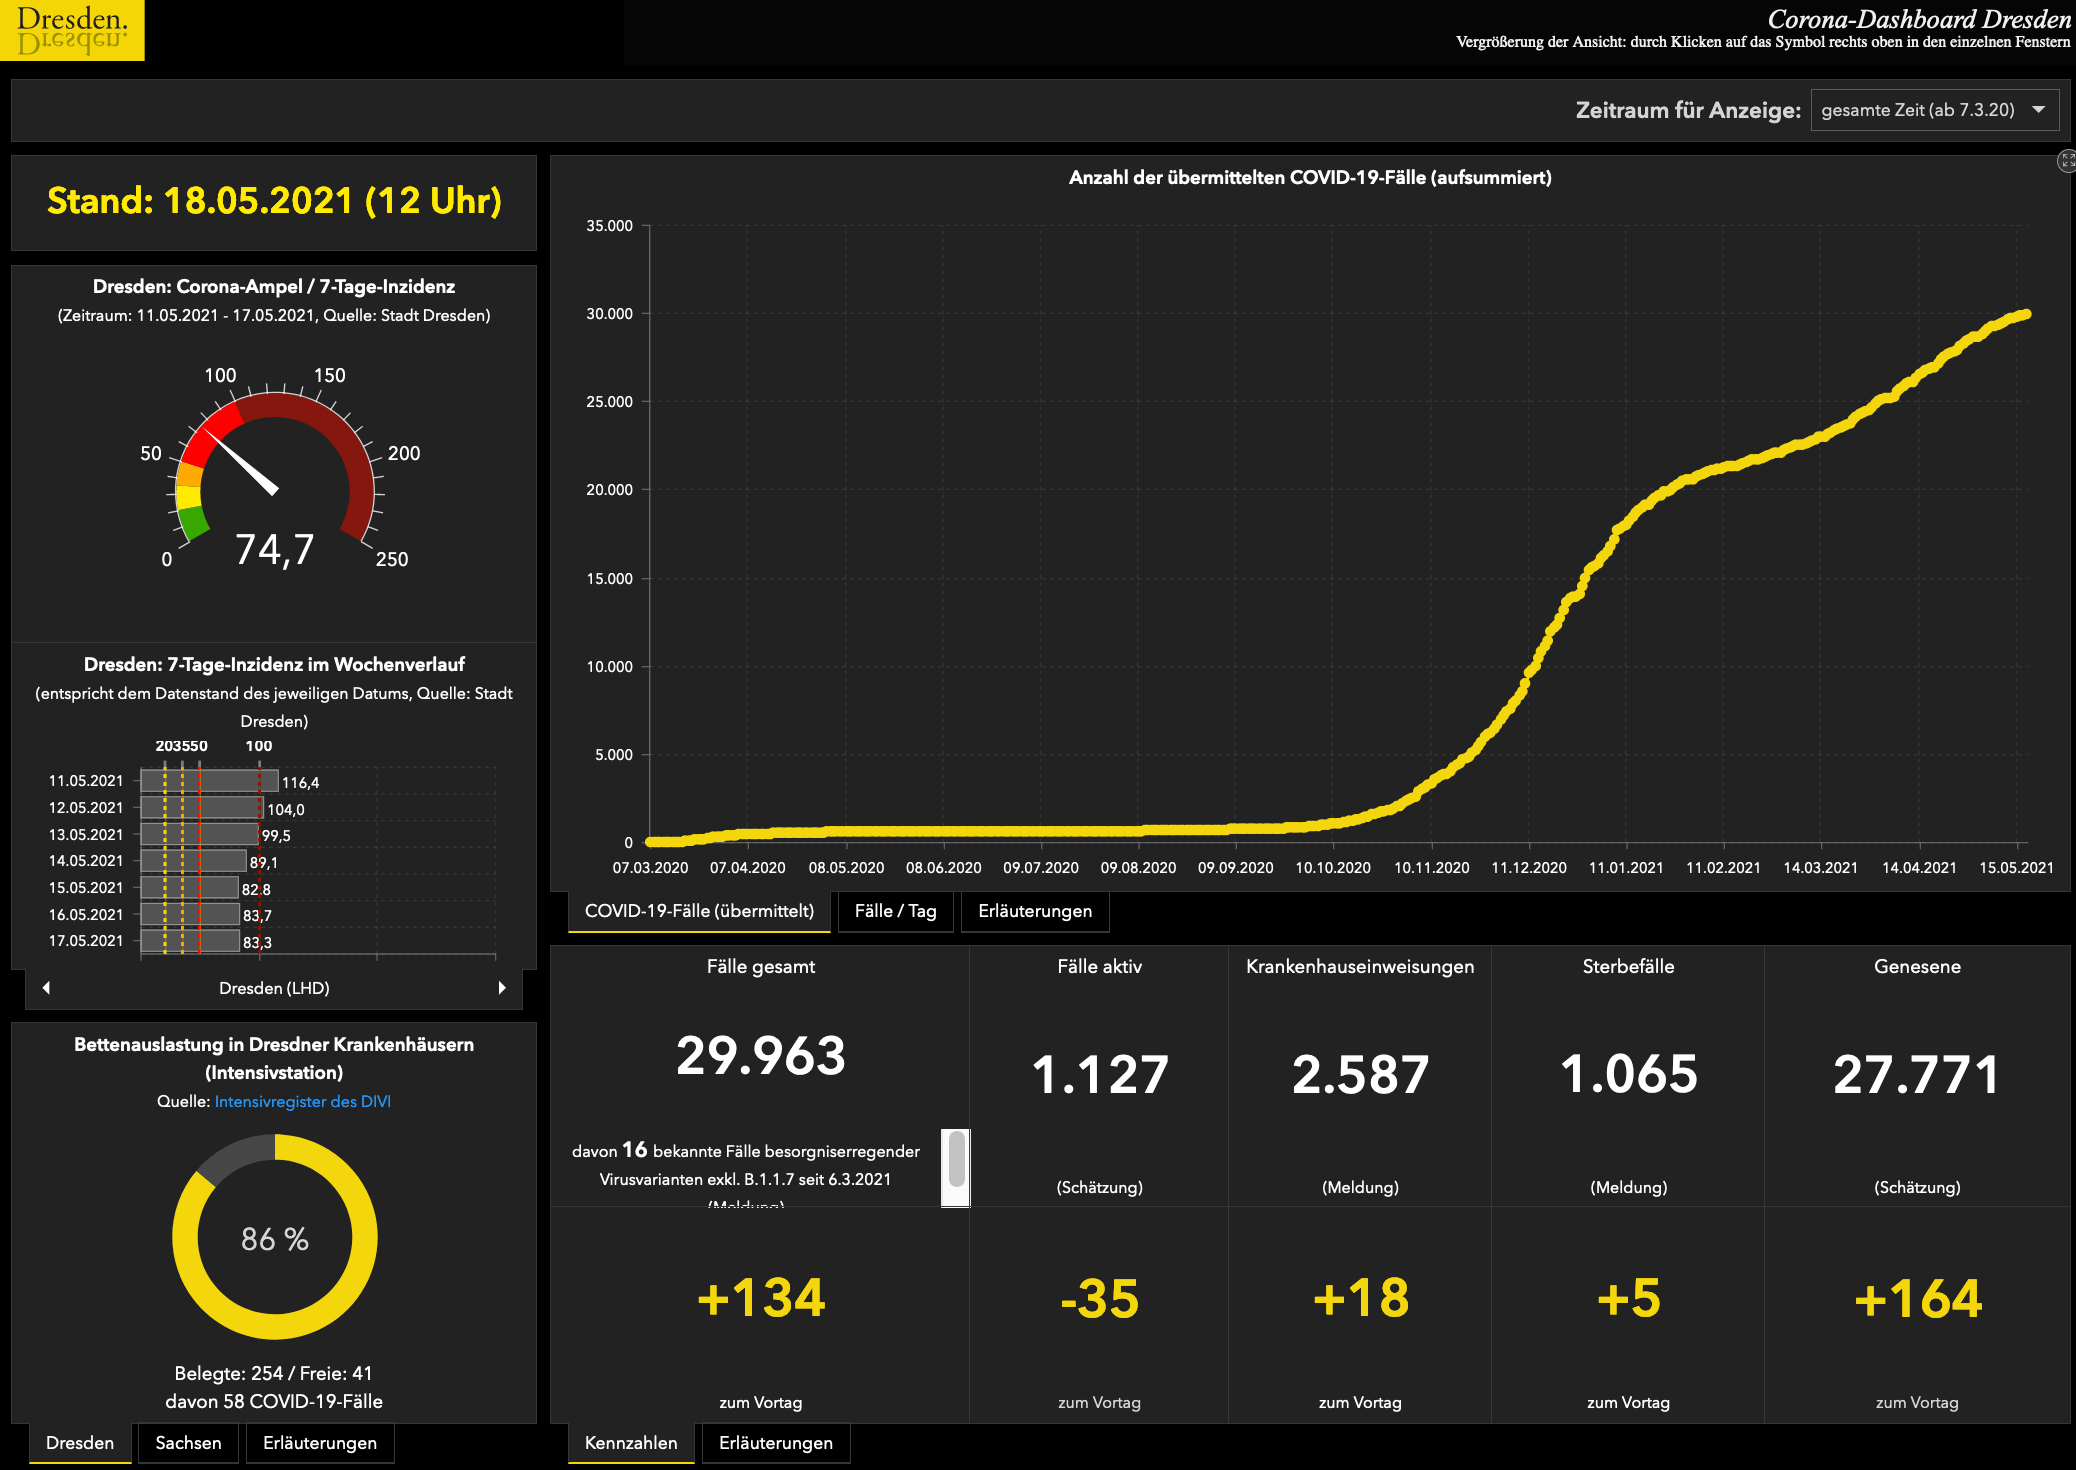 Dresden.
Dresden.
Corona-Dashboard Dresden
Vergrößerung der Ansicht: durch Klicken auf das Symbol rechts oben in den einzelnen Fenstern
Zeitraum für Anzeige:
gesamte Zeit (ab 7.3.20)
Stand: 18.05.2021 (12 Uhr)
Dresden: Corona-Ampel / 7-Tage-Inzidenz
(Zeitraum: 11.05.2021 - 17.05.2021, Quelle: Stadt Dresden)
0
50
100
150
200
250
74,7
Dresden: 7-Tage-Inzidenz im Wochenverlauf
(entspricht dem Datenstand des jeweiligen Datums, Quelle: Stadt
Dresden)
20 35 50 100
11.05.2021 116,4
12.05.2021 104,0
13.05.2021 99,5
14.05.2021 89,1
15.05.2021 82,8
16.05.2021 83,7
17.05.2021 83,3
Dresden (LHD)
Bettenauslastung in Dresdner Krankenhäusern
(Intensivstation)
Quelle: Intensivregister des DIVI
86 %
Belegte: 254 / Freie: 41
davon 58 COVID-19-Fälle
Dresden
Sachsen
Erläuterungen
Anzahl der übermittelten COVID-19-Fälle (aufsummiert)
35.000
30.000
25.000
20.000
15.000
10.000
5.000
0
07.03.2020 07.04.2020 08.05.2020 08.06.2020 09.07.2020 09.08.2020 09.09.2020 10.10.2020 10.11.2020 11.12.2020 11.01.2021 11.02.2021 14.03.2021 14.04.2021 15.05.2021
COVID-19-Fälle (übermittelt)
Fälle / Tag
Erläuterungen
Fälle gesamt
29.963
davon 16 bekannte Fälle besorgniserregender
Virusvarianten exkl. B.1.1.7 seit 6.3.2021
(Meldung)
+134
zum Vortag
Fälle aktiv
1.127
(Schätzung)
-35
zum Vortag
Krankenhauseinweisungen
2.587
(Meldung)
+18
zum Vortag
Sterbefälle
1.065
(Meldung)
+5
zum Vortag
Genesene
27.771
(Schätzung)
+164
zum Vortag
Kennzahlen
Erläuterungen